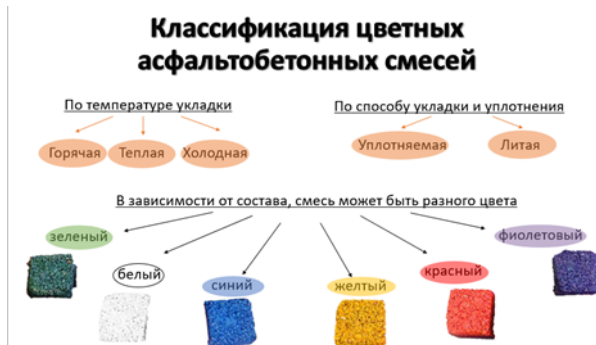 Классификация цветных
асфальтобетонных смесей
По температуре укладки
По способу укладки и уплотнения
Горячая
Теплая
Холодная
Уплотняемая
Литая
В зависимости от состава, смесь может быть разного цвета
зеленый
белый
синий
желтый
красный
фиолетовый